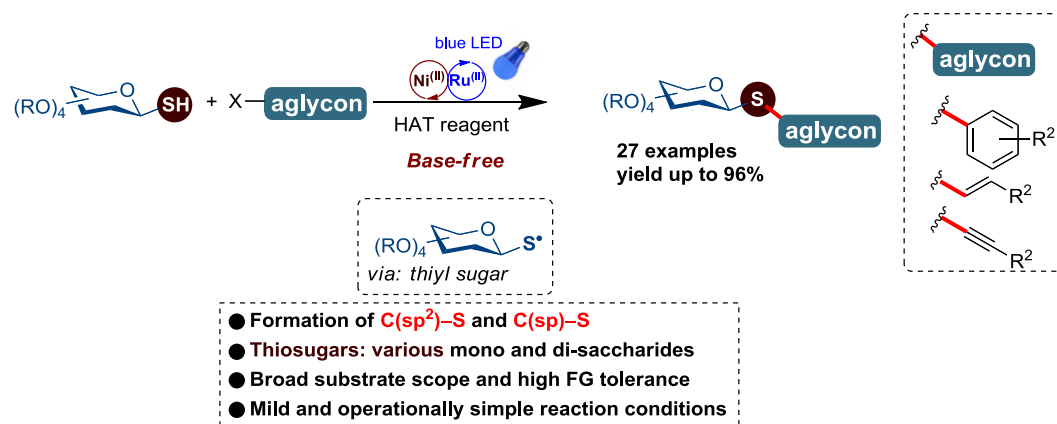 blue LED
Ni(II) Ru(II)
(RO)4 O SH + X aglycon
HAT reagent
Base-free
(RO)4 O S
aglycon
27 examples
yield up to 96%
aglycon
R2
R2
R2
(RO)4 O S•
via: thiyl sugar
● Formation of C(sp2)–S and C(sp)–S
● Thiosugars: various mono and di-saccharides
● Broad substrate scope and high FG tolerance
● Mild and operationally simple reaction conditions